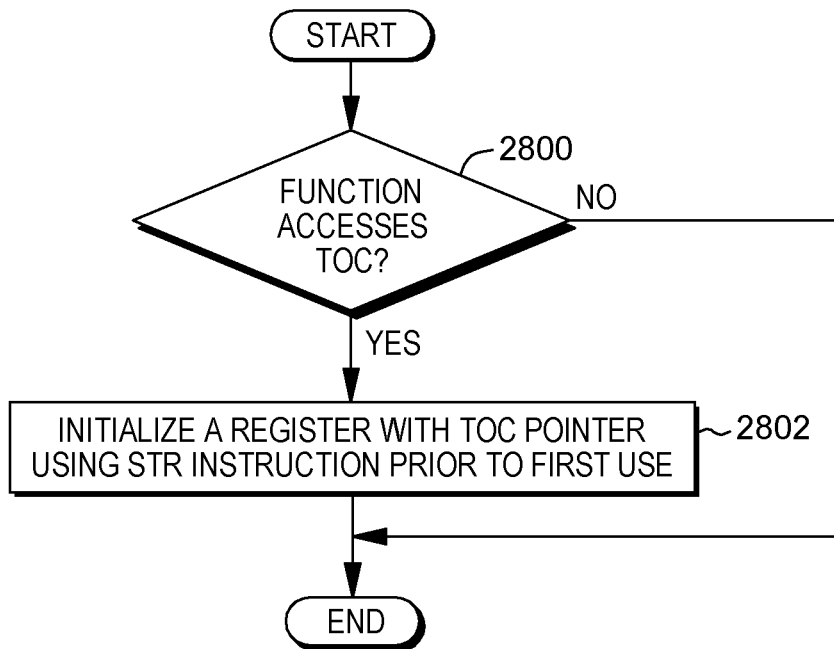 START
2800
FUNCTION
ACCESSES
TOC?
NO
YES
INITIALIZE A REGISTER WITH TOC POINTER
USING STR INSTRUCTION PRIOR TO FIRST USE
2802
END